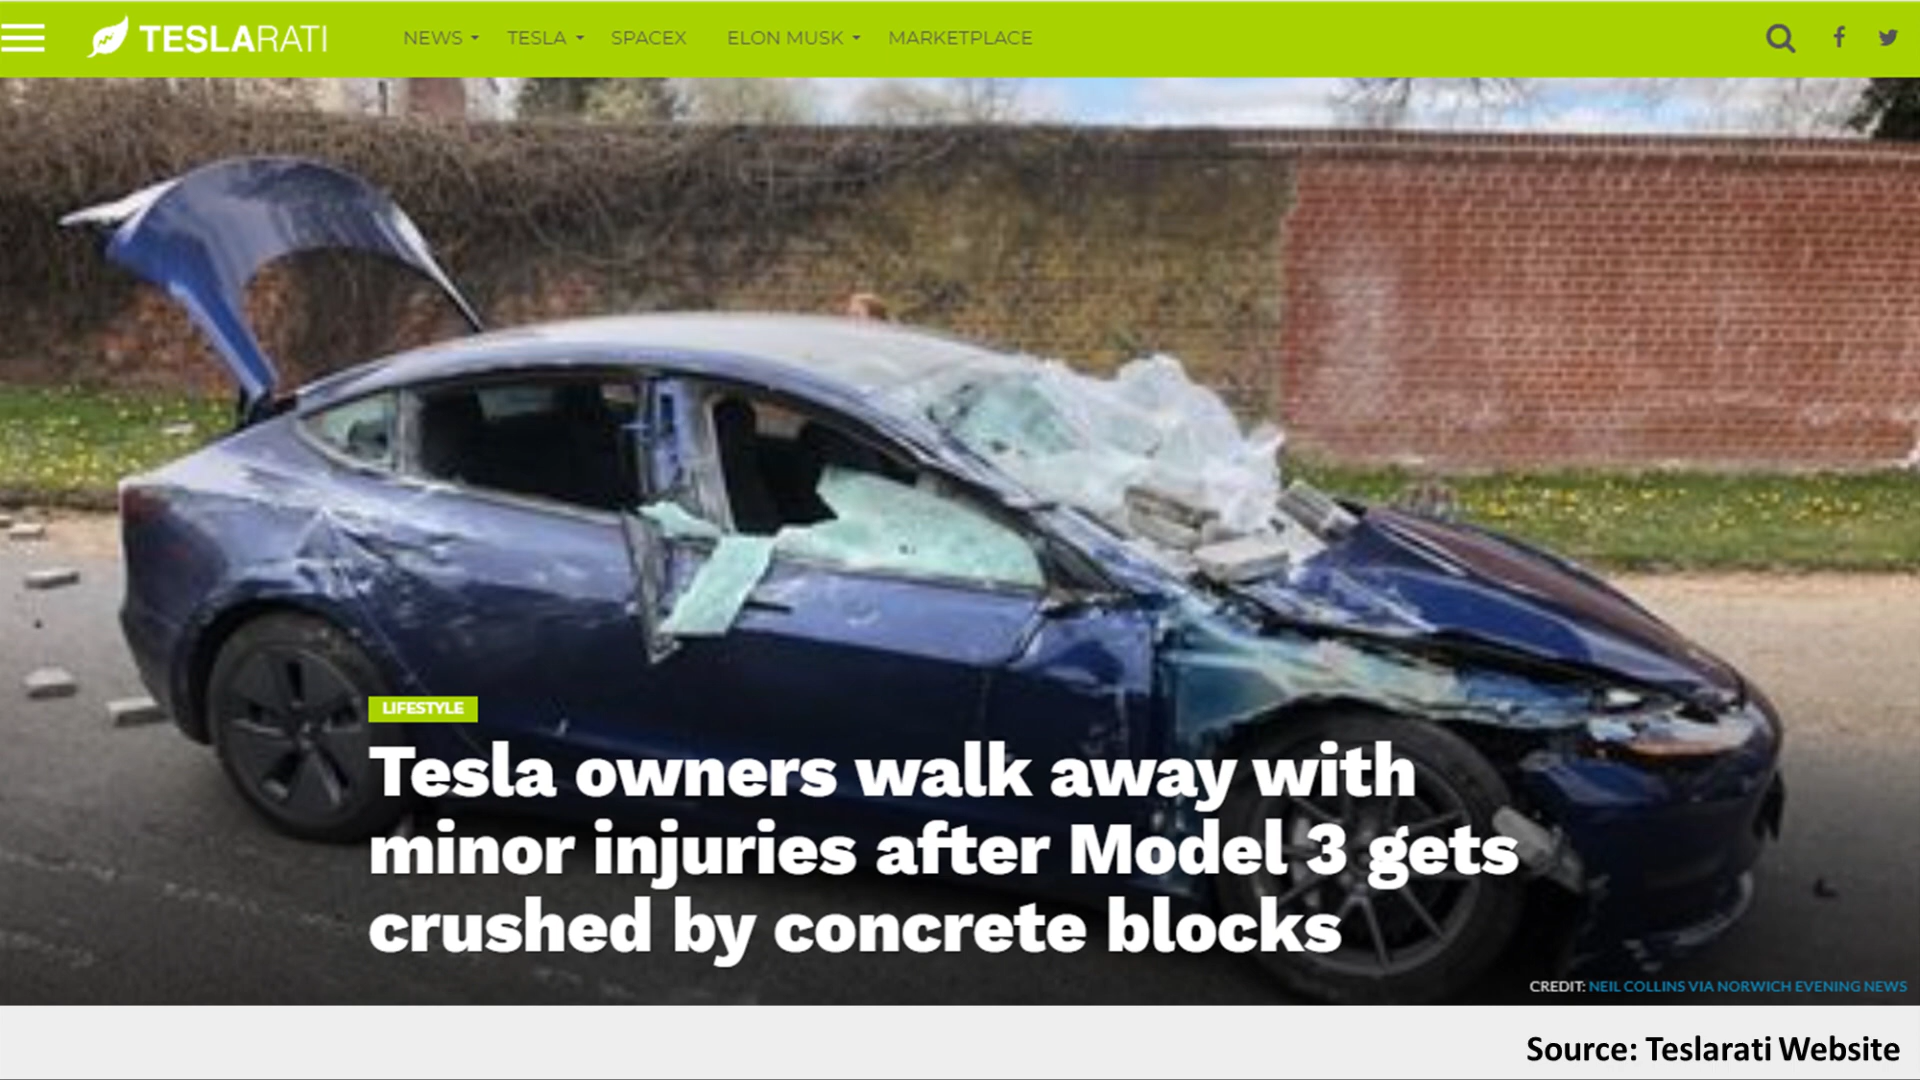 TESLARATI
NEWS TESLA SPACEX ELON MUSK MARKETPLACE
LIFESTYLE
Tesla owners walk away with
minor injuries after Model 3 gets
crushed by concrete blocks
CREDIT: NEIL COLLINS VIA NORWICH EVENING NEWS
Source: Teslarati Website